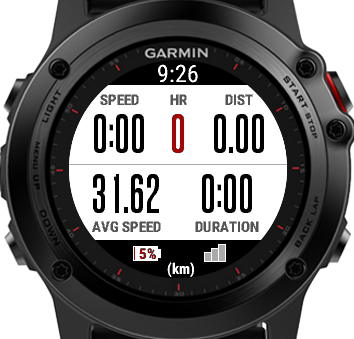 GARMIN
9:26
SPEED HR DIST
0:00 0 0.00
31.62 0:00
AVG SPEED DURATION
5%
(km)
LIGHT
MENU UP
DOWN
START STOP
BACK LAP
30